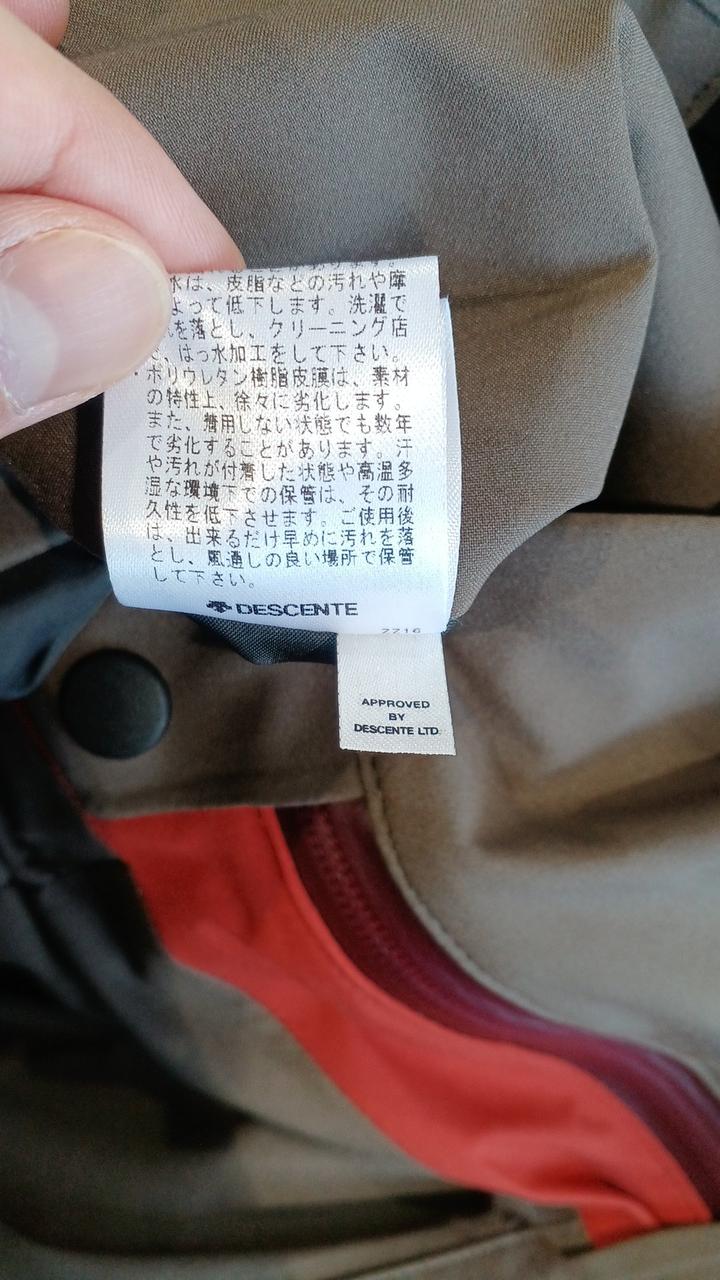 水は、皮脂などの汚れや摩
よって低下します。洗濯で
を落とし、クリーニング店
、はっ水加工をして下さい。
・ポリウレタン樹脂皮膜は、素材
の特性上、徐々に劣化します。
また、着用しない状態でも数年
で劣化することがあります。汗
や汚れが付着した状態や高温多
湿な環境下での保管は、その耐
久性を低下させます。ご使用後
は、出来るだけ早めに汚れを落
とし、風通しの良い場所で保管
して下さい。
DESCENTE
APPROVED
BY
DESCENTE LTD